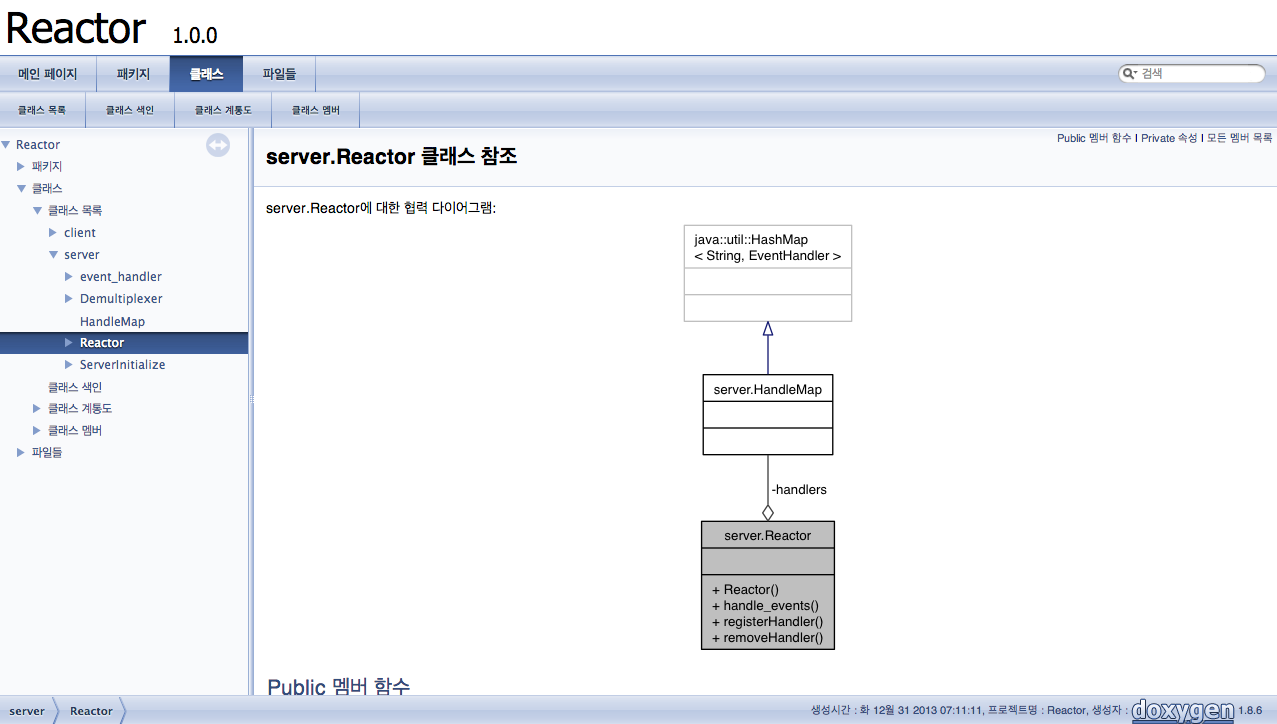 Reactor 1.0.0
메인 페이지 패키지 클래스 파일들 검색
클래스 목록 클래스 색인 클래스 계통도 클래스 멤버
Reactor
패키지
클래스
클래스 목록
client
server
event_handler
Demultiplexer
HandleMap
Reactor
ServerInitialize
클래스 색인
클래스 계통도
클래스 멤버
파일들
Public 멤버 함수 | Private 속성 | 모든 멤버 목록
server.Reactor 클래스 참조
server.Reactor에 대한 협력 다이어그램:
java::util::HashMap
< String, EventHandler >
server.HandleMap
-handlers
server.Reactor
+ Reactor()
+ handle_events()
+ registerHandler()
+ removeHandler()
Public 멤버 함수
server Reactor 생성시간 : 화 12월 31 2013 07:11:11, 프로젝트명 : Reactor, 생성자 : doxygen 1.8.6